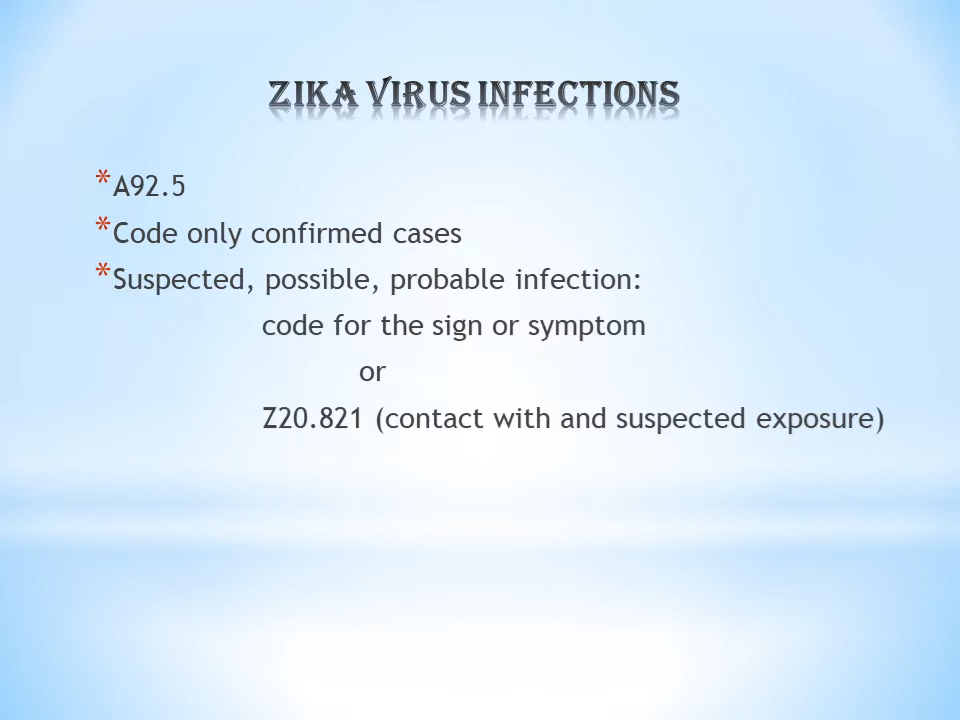 ZIKA VIRUS INFECTIONS
*A92.5
*Code only confirmed cases
*Suspected, possible, probable infection:
code for the sign or symptom
or
Z20.821 (contact with and suspected exposure)